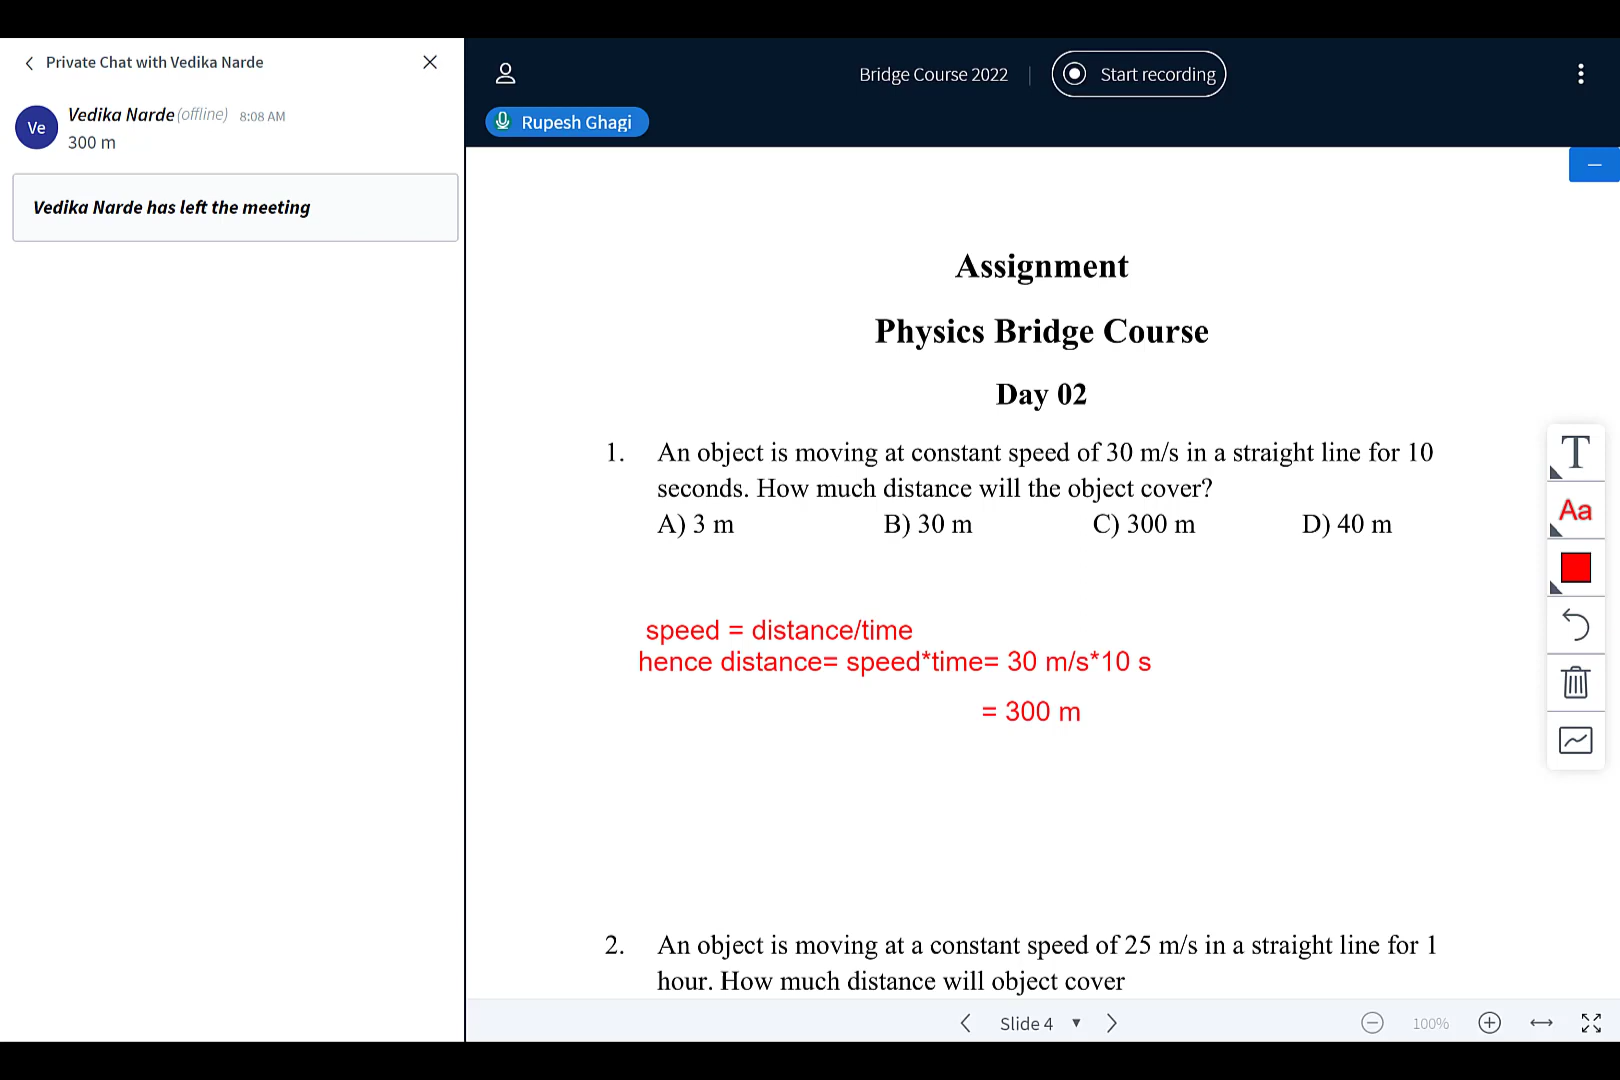 Private Chat with Vedika Narde
Ve
Vedika Narde (offline) 8:08 AM
300 m
Vedika Narde has left the meeting
Bridge Course 2022
Start recording
Rupesh Ghagi
Assignment
Physics Bridge Course
Day 02
1. An object is moving at constant speed of 30 m/s in a straight line for 10
seconds. How much distance will the object cover?
A) 3 m B) 30 m C) 300 m D) 40 m
speed = distance/time
hence distance= speed*time= 30 m/s*10 s
= 300 m
2. An object is moving at a constant speed of 25 m/s in a straight line for 1
hour. How much distance will object cover
T
Aa
Slide 4
100%